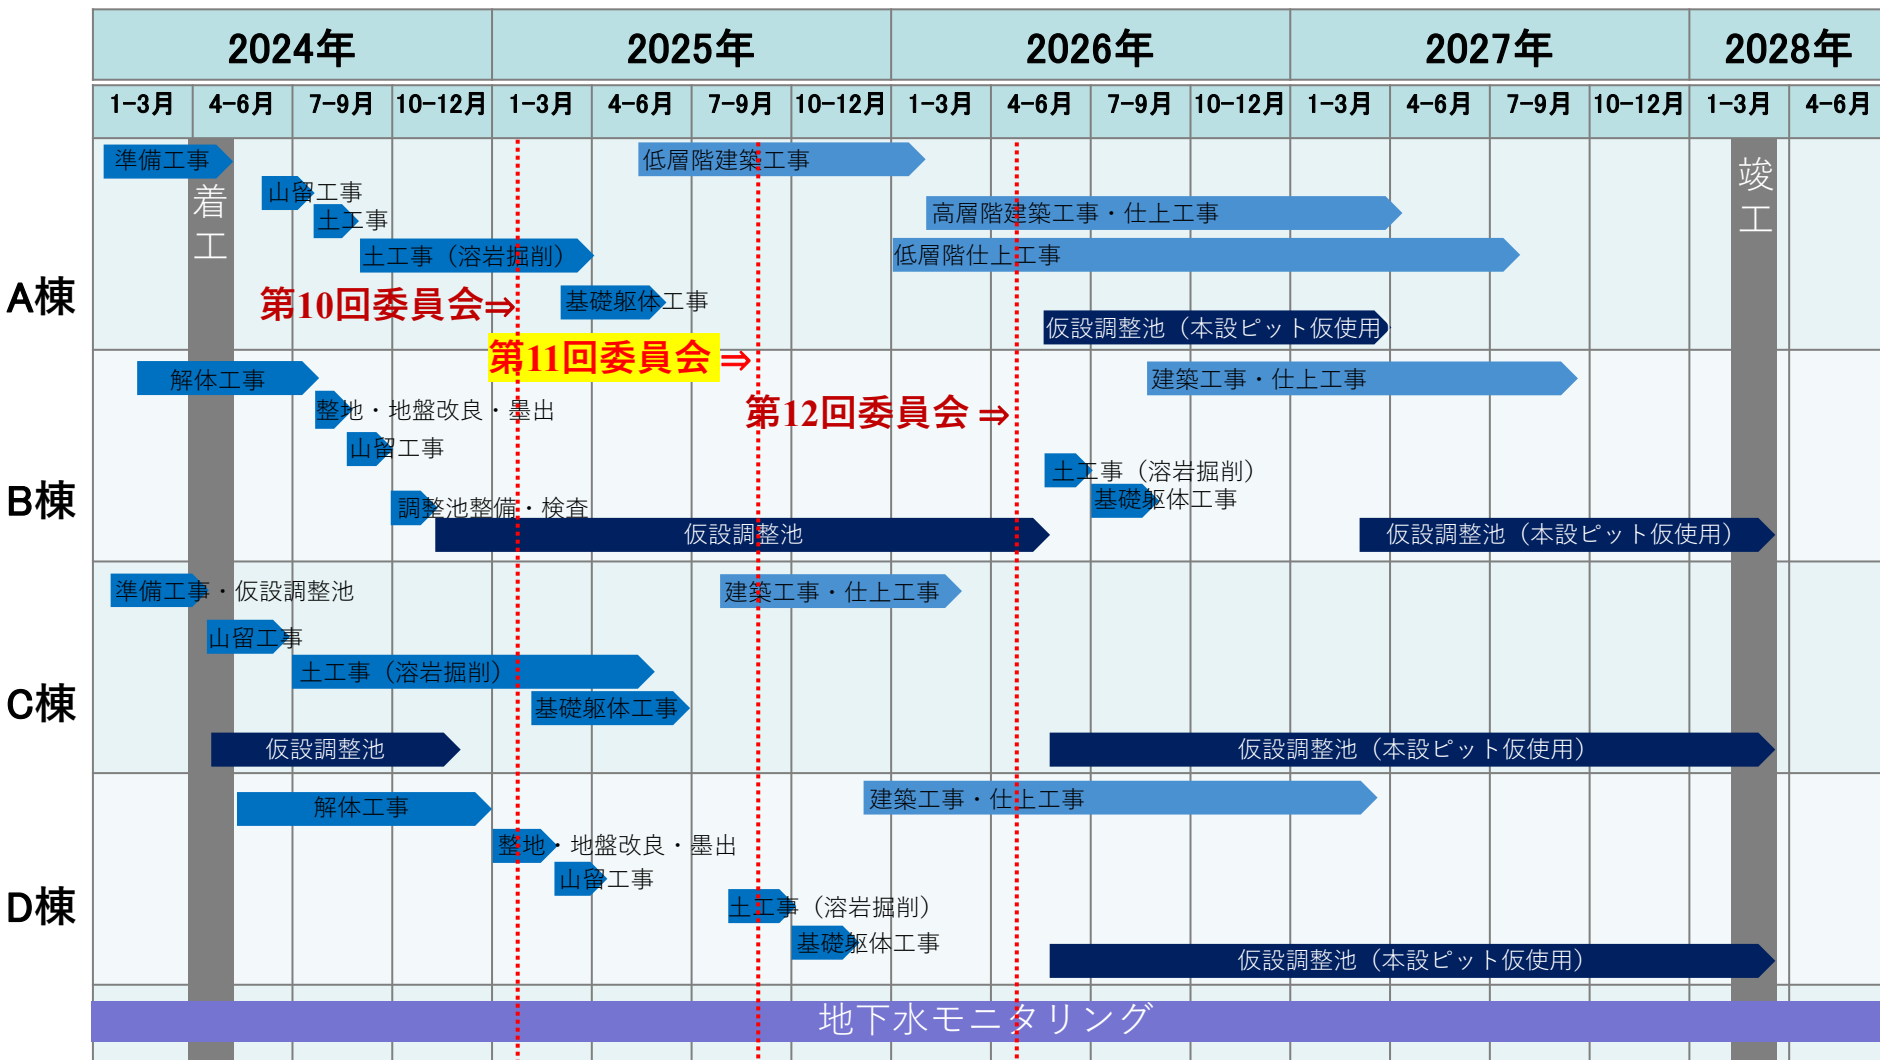 2024年 2025年 2026年 2027年 2028年
1-3月 4-6月 7-9月 10-12月 1-3月 4-6月 7-9月 10-12月 1-3月 4-6月 7-9月 10-12月 1-3月 4-6月 7-9月 10-12月 1-3月 4-6月
着工
竣工
A棟
準備工事
低層階建築工事
山留工事
土工事
高層階建築工事・仕上工事
土工事（溶岩掘削）
低層階仕上工事
第10回委員会⇒
基礎躯体工事
仮設調整池（本設ピット仮使用
第11回委員会 ⇒
B棟
解体工事
建築工事・仕上工事
整地・地盤改良・墨出
第12回委員会 ⇒
山留工事
土工事（溶岩掘削）
基礎躯体工事
調整池整備・検査
仮設調整池
仮設調整池（本設ピット仮使用）
C棟
準備工事・仮設調整池
建築工事・仕上工事
山留工事
土工事（溶岩掘削）
基礎躯体工事
仮設調整池
仮設調整池（本設ピット仮使用）
D棟
解体工事
建築工事・仕上工事
整地・地盤改良・墨出
山留工事
土工事（溶岩掘削）
基礎躯体工事
仮設調整池（本設ピット仮使用）
地下水モニタリング